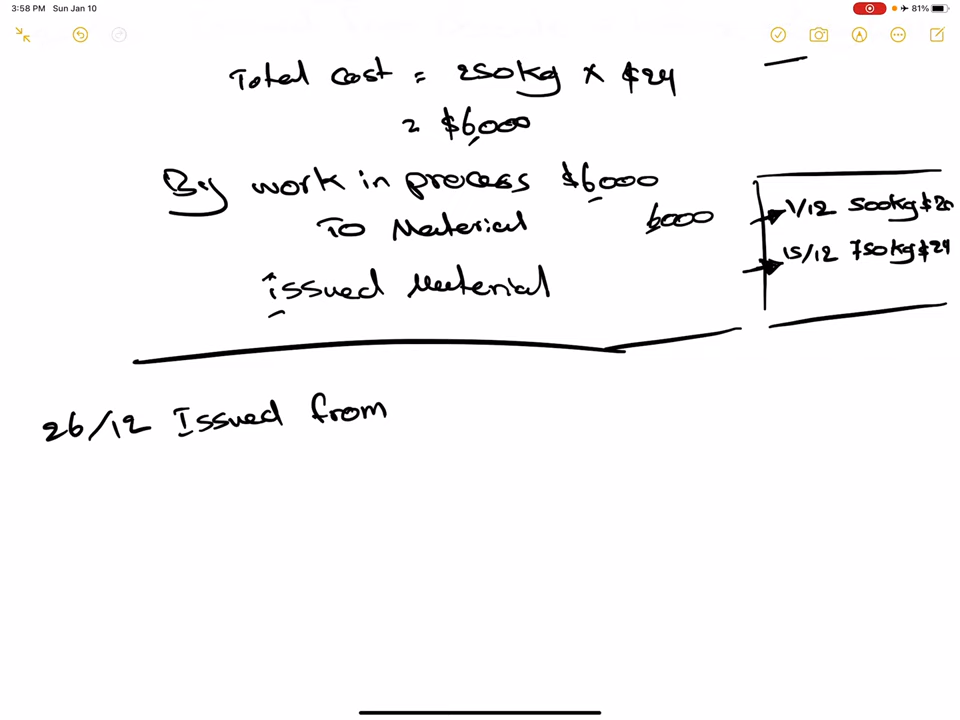 3:58 PM Sun Jan 10
81%
Total cost = 250kg x $24
= $6,000
By work in process $6000
To Material 6000
issued Material
1/12 500kg $20
15/12 750kg $24
26/12 Issued from